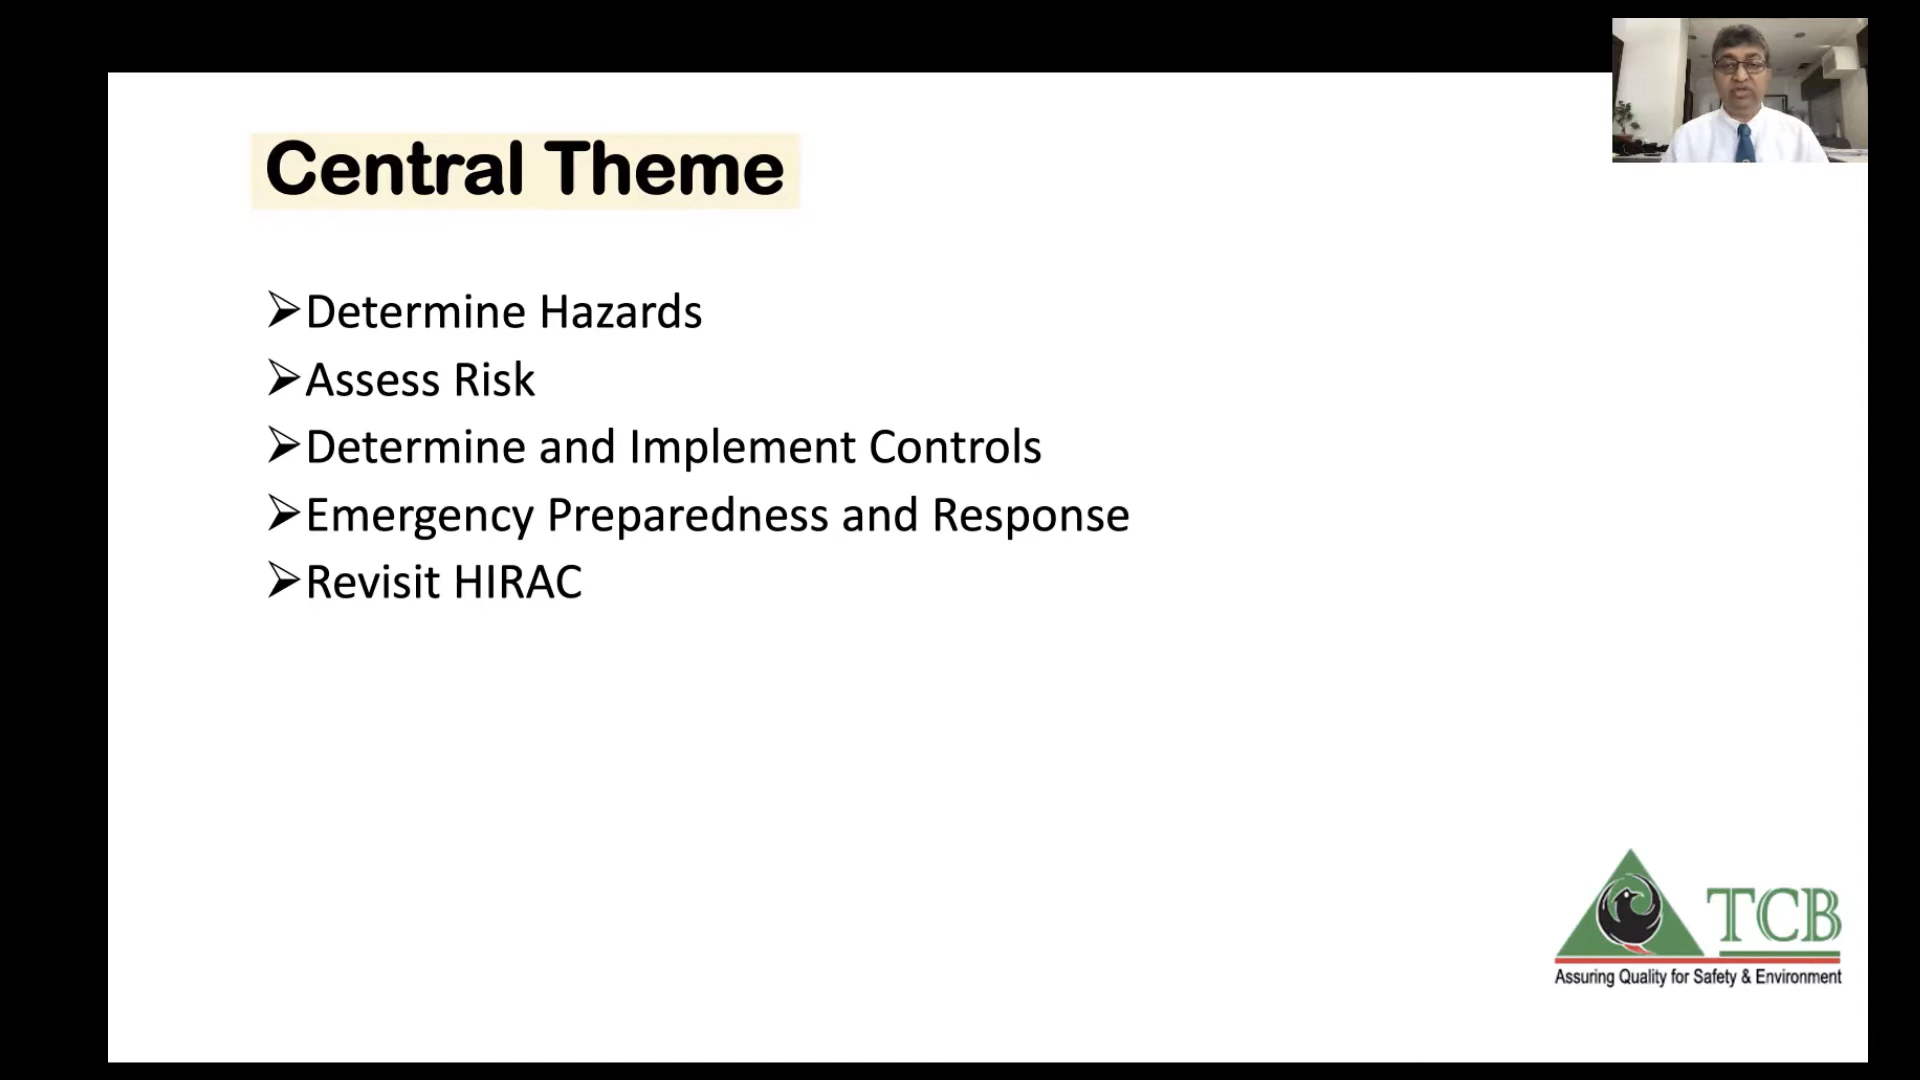 Central Theme
➢Determine Hazards
➢Assess Risk
➢Determine and Implement Controls
➢Emergency Preparedness and Response
➢Revisit HIRAC
TCB
Assuring Quality for Safety & Environment